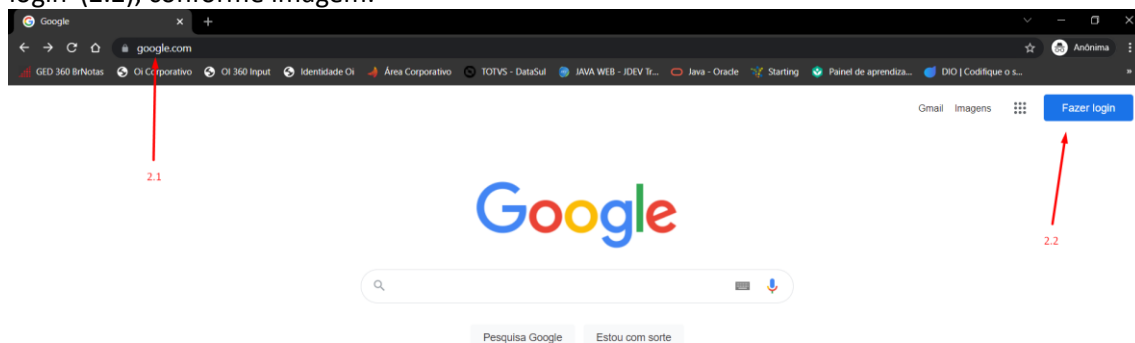 login' (2.2), conforme imagem:
Google
google.com
Anônima
GED 360 BrNotas Oi Corporativo OI 360 Input Identidade Oi Área Corporativo TOTVS - DataSul JAVA WEB - JDEV Tr... Java - Oracle Starting Painel de aprendiza... DIO | Codifique o s... »
Gmail Imagens Fazer login
2.1
Google
2.2
Pesquisa Google Estou com sorte